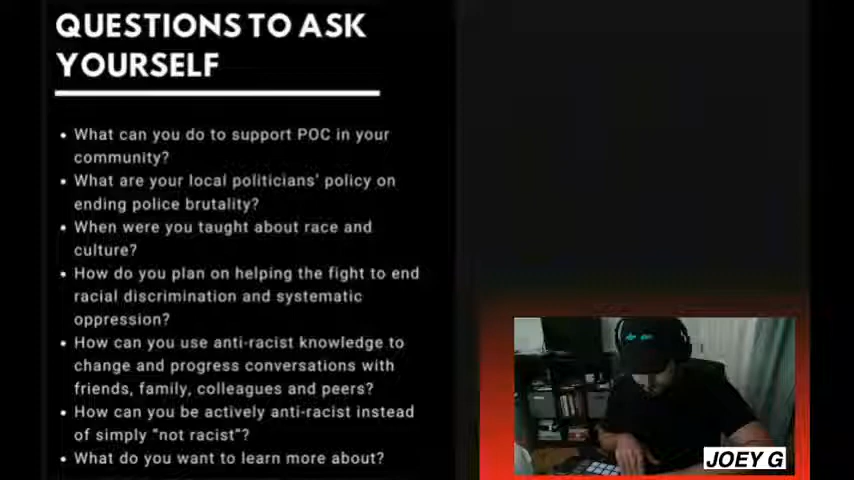 QUESTIONS TO ASK
YOURSELF
• What can you do to support POC in your
community?
• What are your local politicians' policy on
ending police brutality?
• When were you taught about race and
culture?
• How do you plan on helping the fight to end
racial discrimination and systematic
oppression?
• How can you use anti-racist knowledge to
change and progress conversations with
friends, family, colleagues and peers?
• How can you be actively anti-racist instead
of simply "not racist"?
• What do you want to learn more about?
JOEY G